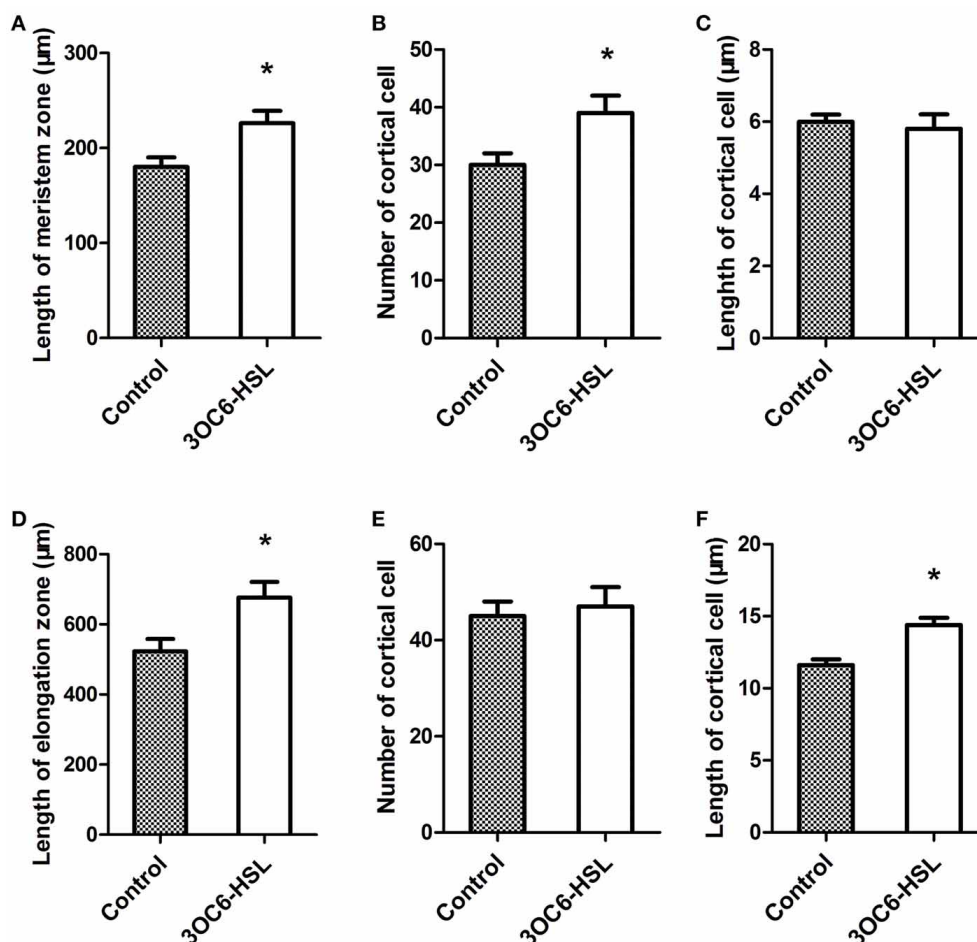 A
Length of meristem zone (µm)
300
200
100
0
Control
3OC6-HSL
*
B
Number of cortical cell
50
40
30
20
10
0
Control
3OC6-HSL
*
C
Lenghth of cortical cell (µm)
8
6
4
2
0
Control
3OC6-HSL
D
Length of elongation zone (µm)
800
600
400
200
0
Control
3OC6-HSL
*
E
Number of cortical cell
60
40
20
0
Control
3OC6-HSL
F
Length of cortical cell (µm)
20
15
10
5
0
Control
3OC6-HSL
*